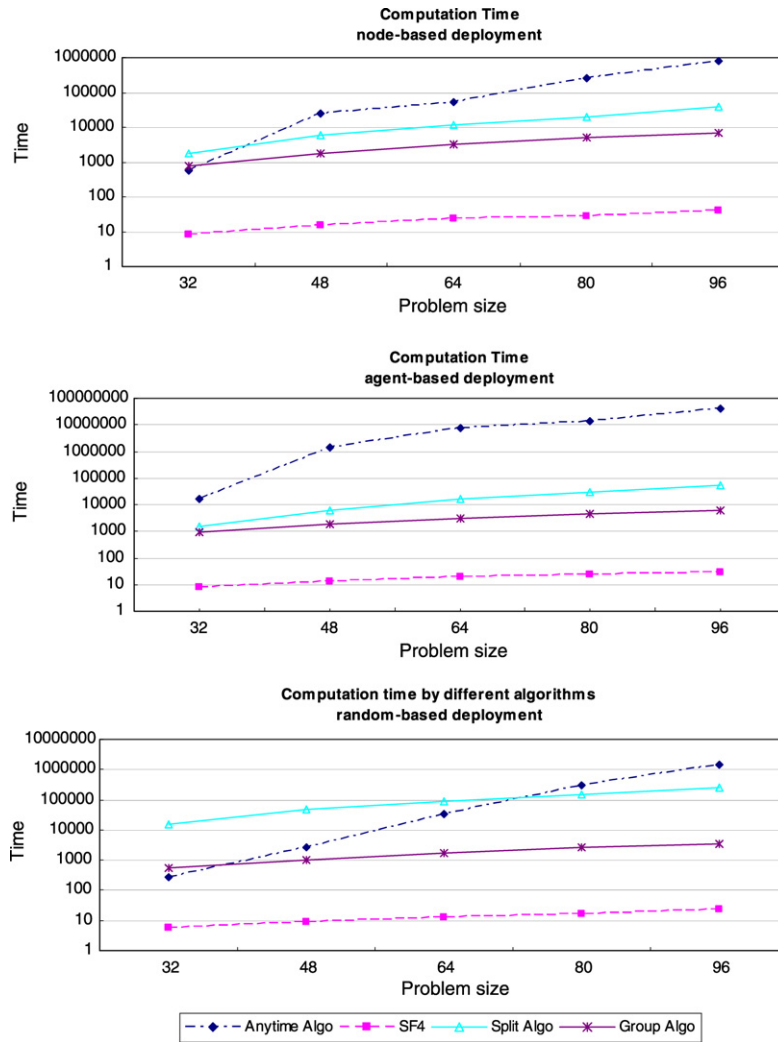 Computation Time
node-based deployment
1000000
100000
10000
1000
100
10
1
Time
32 48 64 80 96
Problem size
Computation Time
agent-based deployment
100000000
10000000
1000000
100000
10000
1000
100
10
1
Time
32 48 64 80 96
Problem size
Computation time by different algorithms
random-based deployment
10000000
1000000
100000
10000
1000
100
10
1
Time
32 48 64 80 96
Problem size
Anytime Algo SF4 Split Algo Group Algo